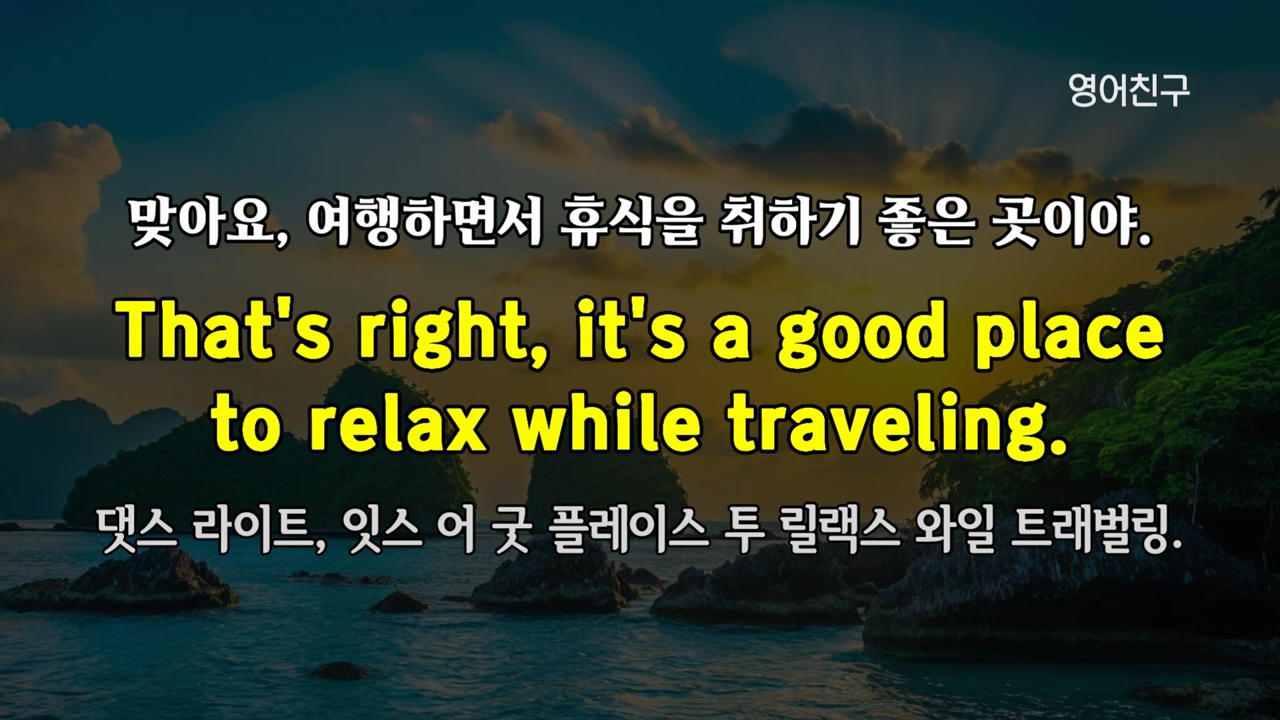 영어친구
맞아요, 여행하면서 휴식을 취하기 좋은 곳이야.
That's right, it's a good place
to relax while traveling.
댓스 라이트, 잇스 어 굿 플레이스 투 릴랙스 와일 트래벌링.